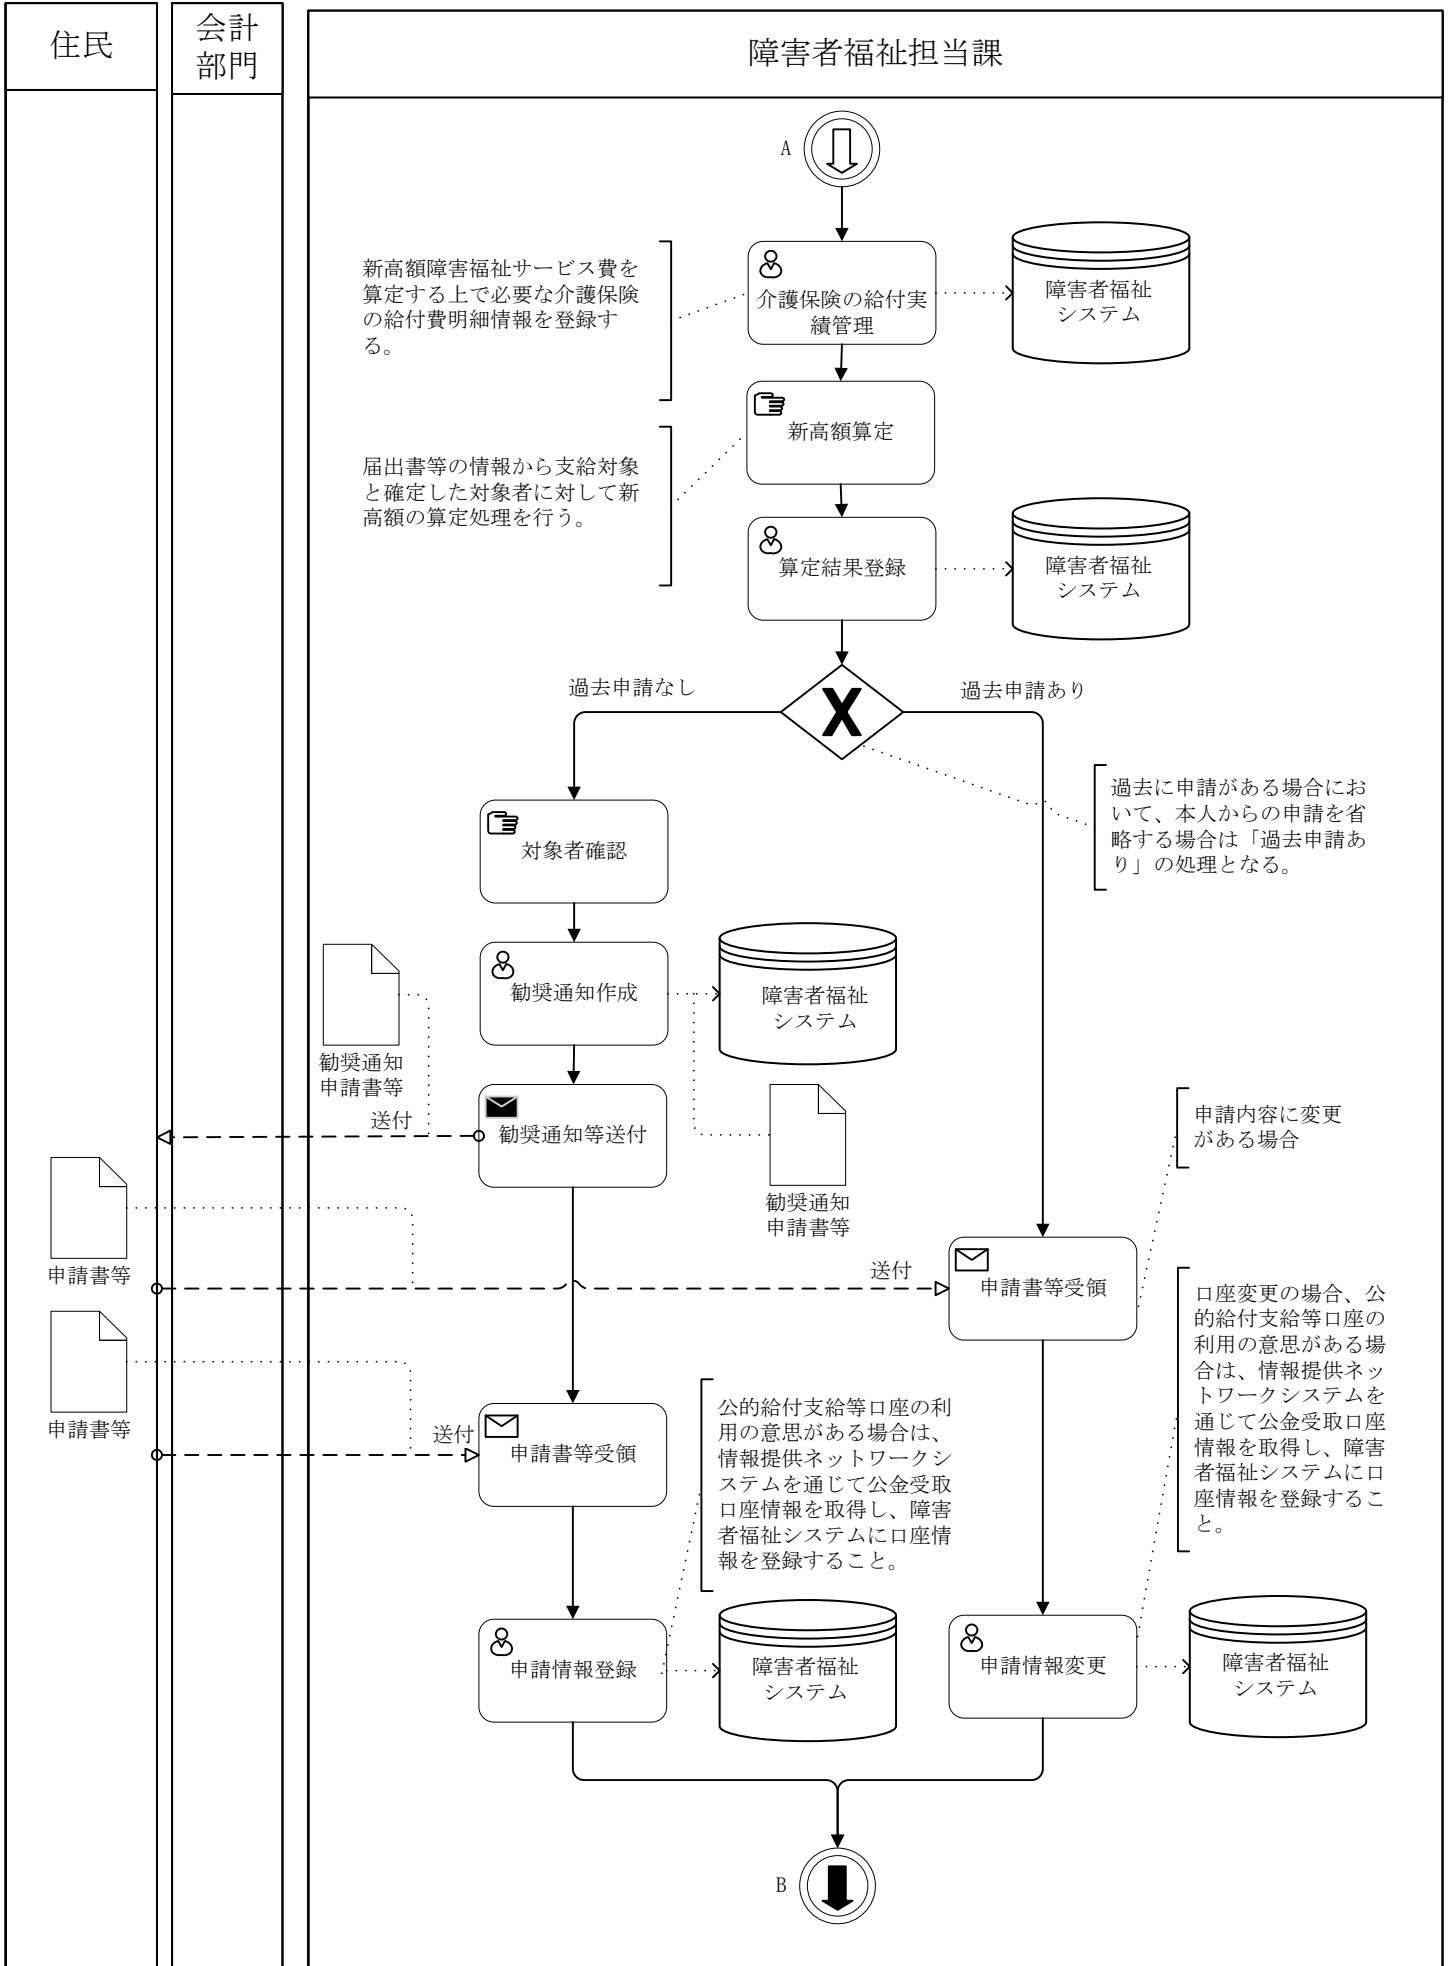 住民
会計
部門
障害者福祉担当課
A
新高額障害福祉サービス費を
算定する上で必要な介護保険
の給付費明細情報を登録す
る。
介護保険の給付実
績管理
障害者福祉
システム
届出書等の情報から支給対象
と確定した対象者に対して新
高額の算定処理を行う。
新高額算定
算定結果登録
障害者福祉
システム
過去申請なし
過去申請あり
X
過去に申請がある場合にお
いて、本人からの申請を省
略する場合は「過去申請あ
り」の処理となる。
対象者確認
勧奨通知
申請書等
勧奨通知作成
障害者福祉
システム
送付
勧奨通知等送付
勧奨通知
申請書等
申請内容に変更
がある場合
申請書等
送付
申請書等受領
口座変更の場合、公
的給付支給等口座の
利用の意思がある場
合は、情報提供ネッ
トワークシステムを
通じて公金受取口座
情報を取得し、障害
者福祉システムに口
座情報を登録するこ
と。
申請書等
送付
申請書等受領
公的給付支給等口座の利
用の意思がある場合は、
情報提供ネットワークシ
ステムを通じて公金受取
口座情報を取得し、障害
者福祉システムに口座情
報を登録すること。
申請情報登録
障害者福祉
システム
申請情報変更
障害者福祉
システム
B